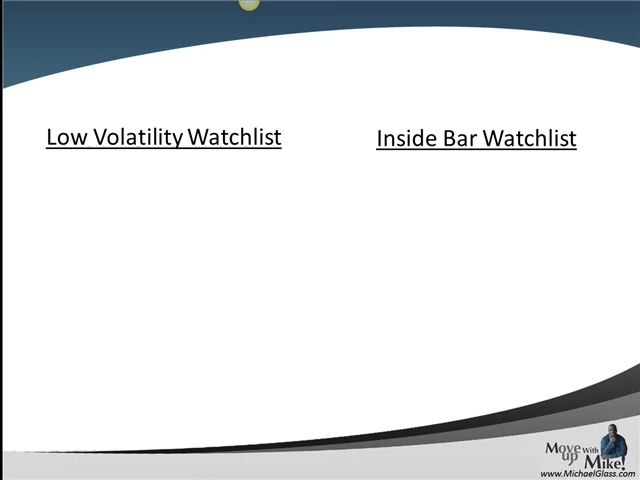 Low Volatility Watchlist
Inside Bar Watchlist
Move up With Mike!
www.MichaelGlass.com